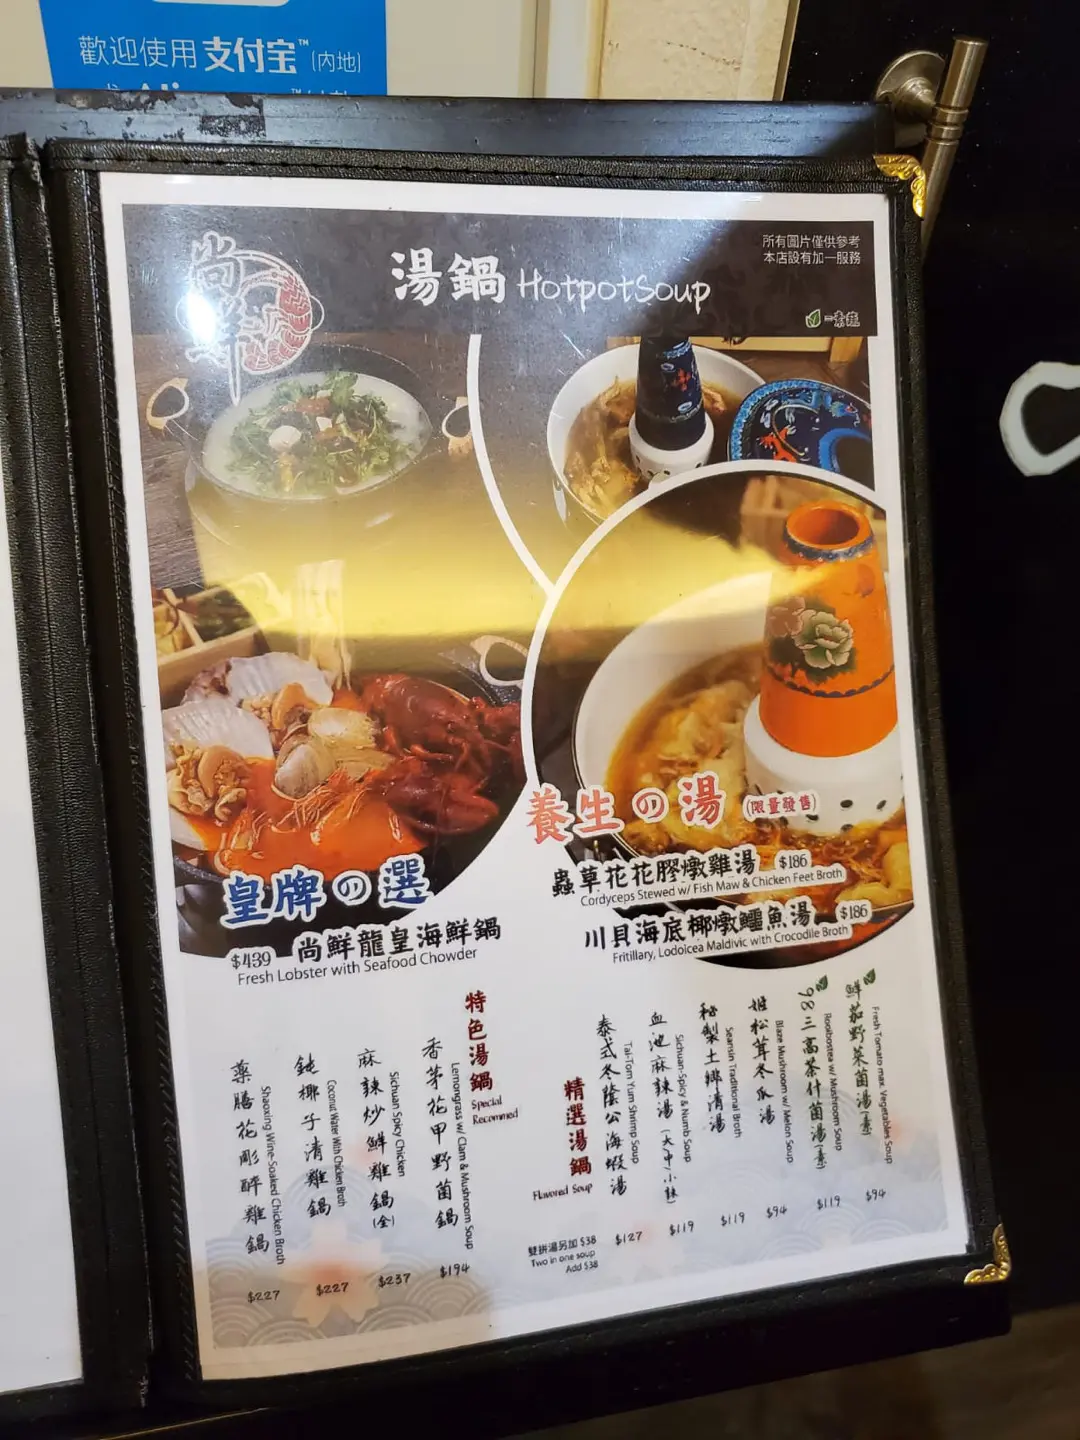 歡迎使用 支付宝™ (內地)
尚鮮
湯鍋 HotpotSoup
所有圖片僅供參考
本店設有加一服務
=素菇
皇牌の選
$439 尚鮮龍皇海鮮鍋
Fresh Lobster with Seafood Chowder
養生の湯 (限量發售)
蟲草花花膠燉雞湯 $186
Cordyceps Stewed w/ Fish Maw & Chicken Feet Broth
川貝海底椰燉鱷魚湯 $186
Fritillary, Lodoicea Maldivic with Crocodile Broth
特色湯鍋
Special
Recommed
香茅花甲野菌鍋
Lemongrass w/ Clam & Mushroom Soup
$194
麻辣炒鮮雞鍋(全)
Sichuan Spicy Chicken
$237
鈍椰子清雞鍋
Coconut Water With Chicken Broth
$227
藥膳花彫醉雞鍋
Shaoxing Wine-Soaked Chicken Broth
$227
精選湯鍋
Flavored Soup
鮮茄野菜菌湯(素)
Fresh Tomato max. Vegetables Soup
$94
98三高茶什菌湯(素)
Rooibostea w/ Mushroom Soup
$119
姬松茸冬瓜湯
Blaze Mushroom w/ Melon Soup
$94
秘製土鯡清湯
Seansin Traditional Broth
$119
血池麻辣湯(大中小辣)
Sichuan-Spicy & Numb Soup
$119
泰式冬蔭公海蝦湯
Tai-Tom Yum Shrimp Soup
$127
雙拼湯另加 $38
Two in one soup
Add $38